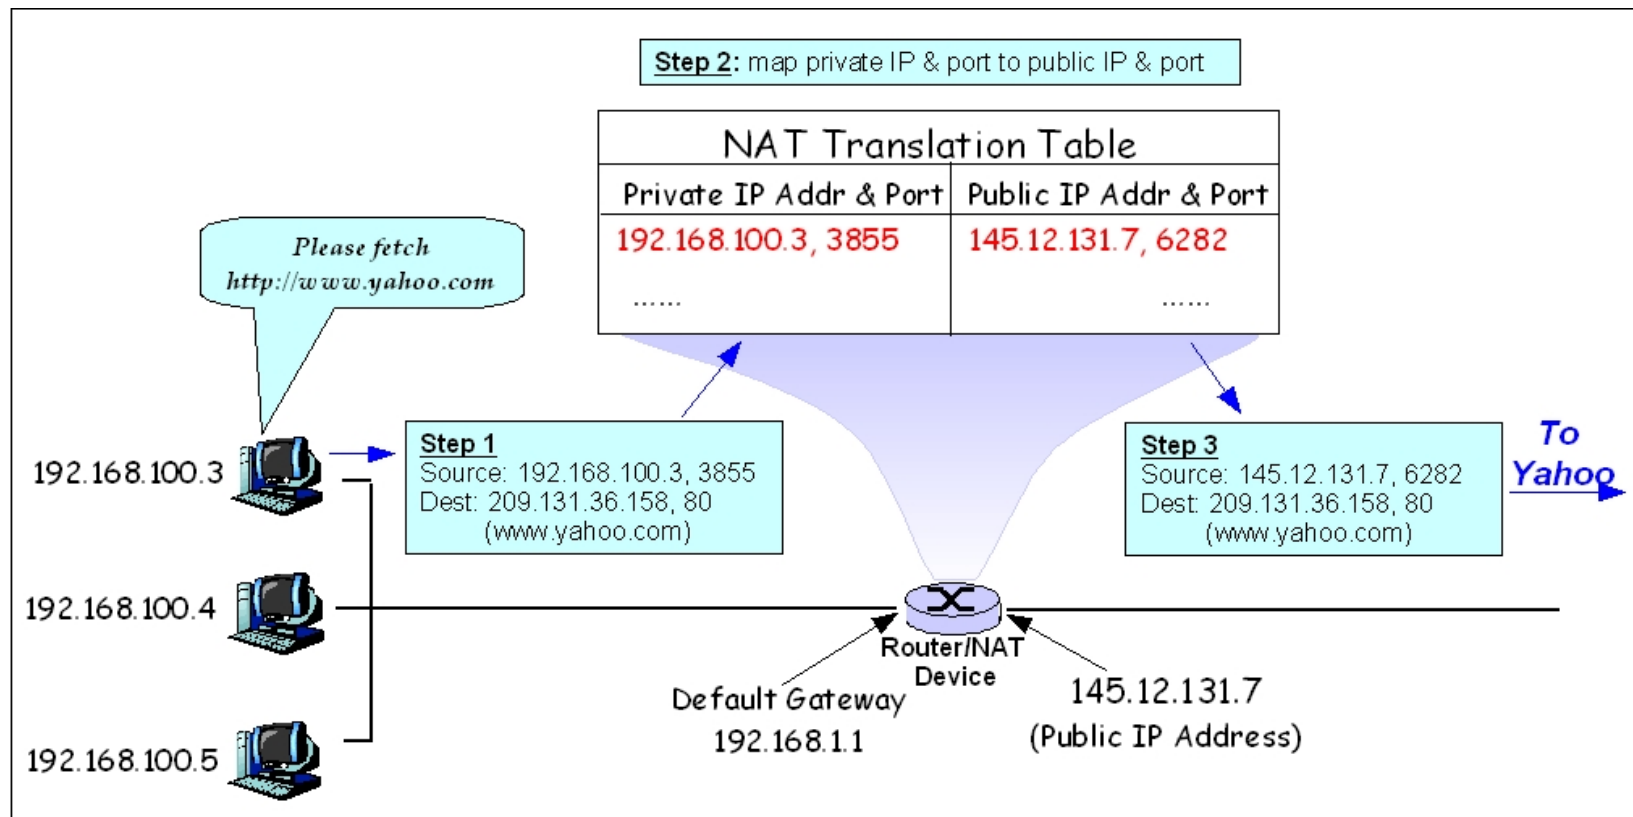 Step 2: map private IP & port to public IP & port
NAT Translation Table
Private IP Addr & Port
Public IP Addr & Port
192.168.100.3, 3855
145.12.131.7, 6282
......
......
Please fetch
http://www.yahoo.com
192.168.100.3
Step 1
Source: 192.168.100.3, 3855
Dest: 209.131.36.158, 80
(www.yahoo.com)
Step 3
Source: 145.12.131.7, 6282
Dest: 209.131.36.158, 80
(www.yahoo.com)
To
Yahoo
192.168.100.4
Router/NAT
Device
Default Gateway
192.168.1.1
145.12.131.7
(Public IP Address)
192.168.100.5